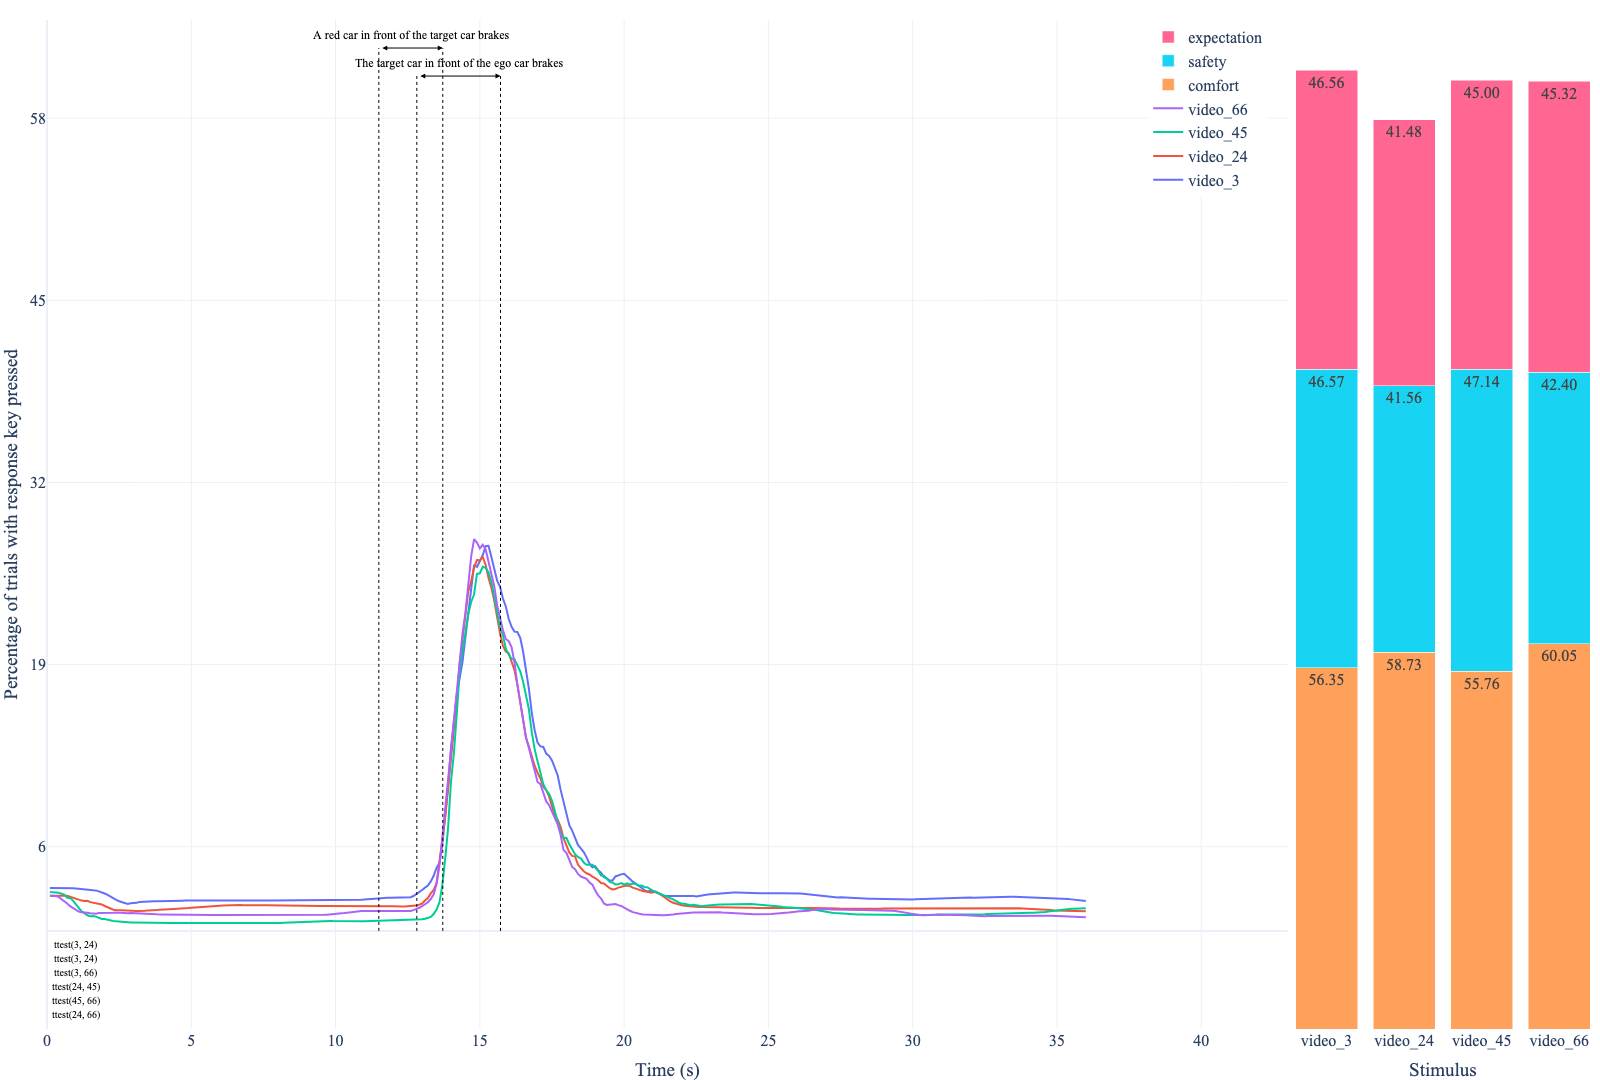 A red car in front of the target car brakes
The target car in front of the ego car brakes
expectation
safety
comfort
video_66
video_45
video_24
video_3
Percentage of trials with response key pressed
58
45
32
19
6
ttest(3, 24)
ttest(3, 24)
ttest(3, 66)
ttest(24, 45)
ttest(45, 66)
ttest(24, 66)
0 5 10 15 20 25 30 35 40
Time (s)
46.56 41.48 45.00 45.32
46.57 41.56 47.14 42.40
56.35 58.73 55.76 60.05
video_3 video_24 video_45 video_66
Stimulus